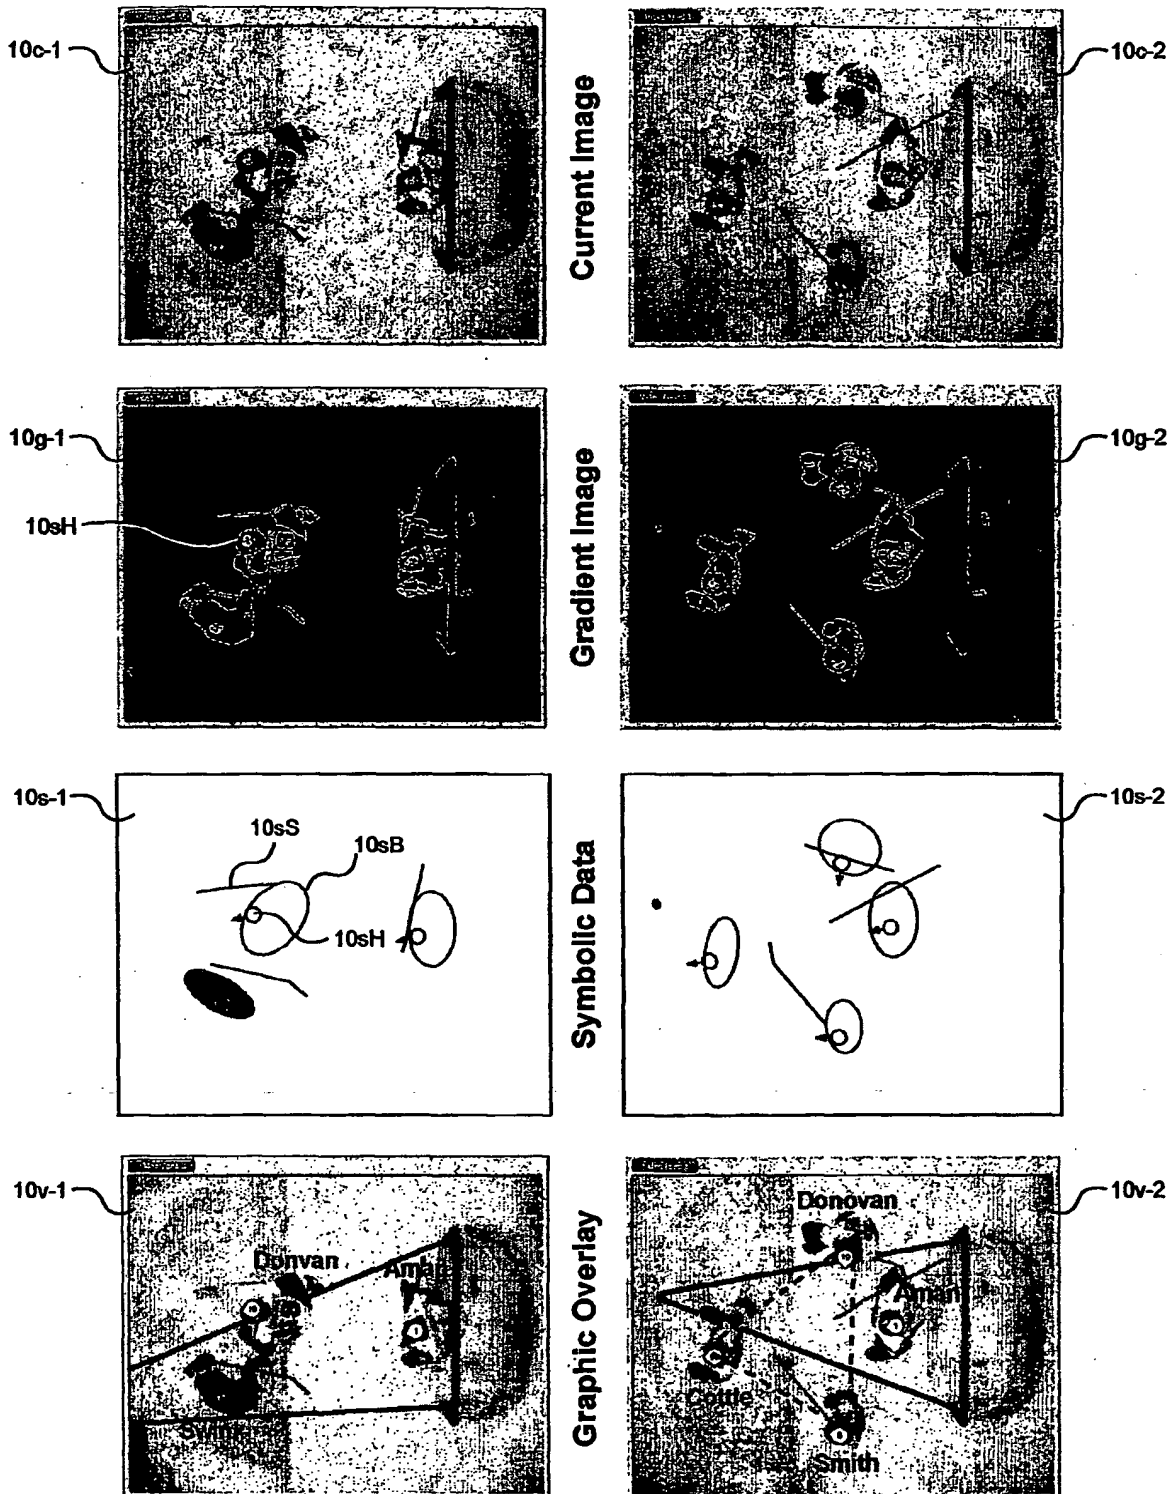 10c-1
Current Image
10c-2
10g-1
10sH
Gradient Image
10g-2
10s-1
10sS
10sB
10sH
Symbolic Data
10s-2
10v-1
Donvan
Aman
Graphic Overlay
Donovan
Aman
Cottle
Smith
10v-2